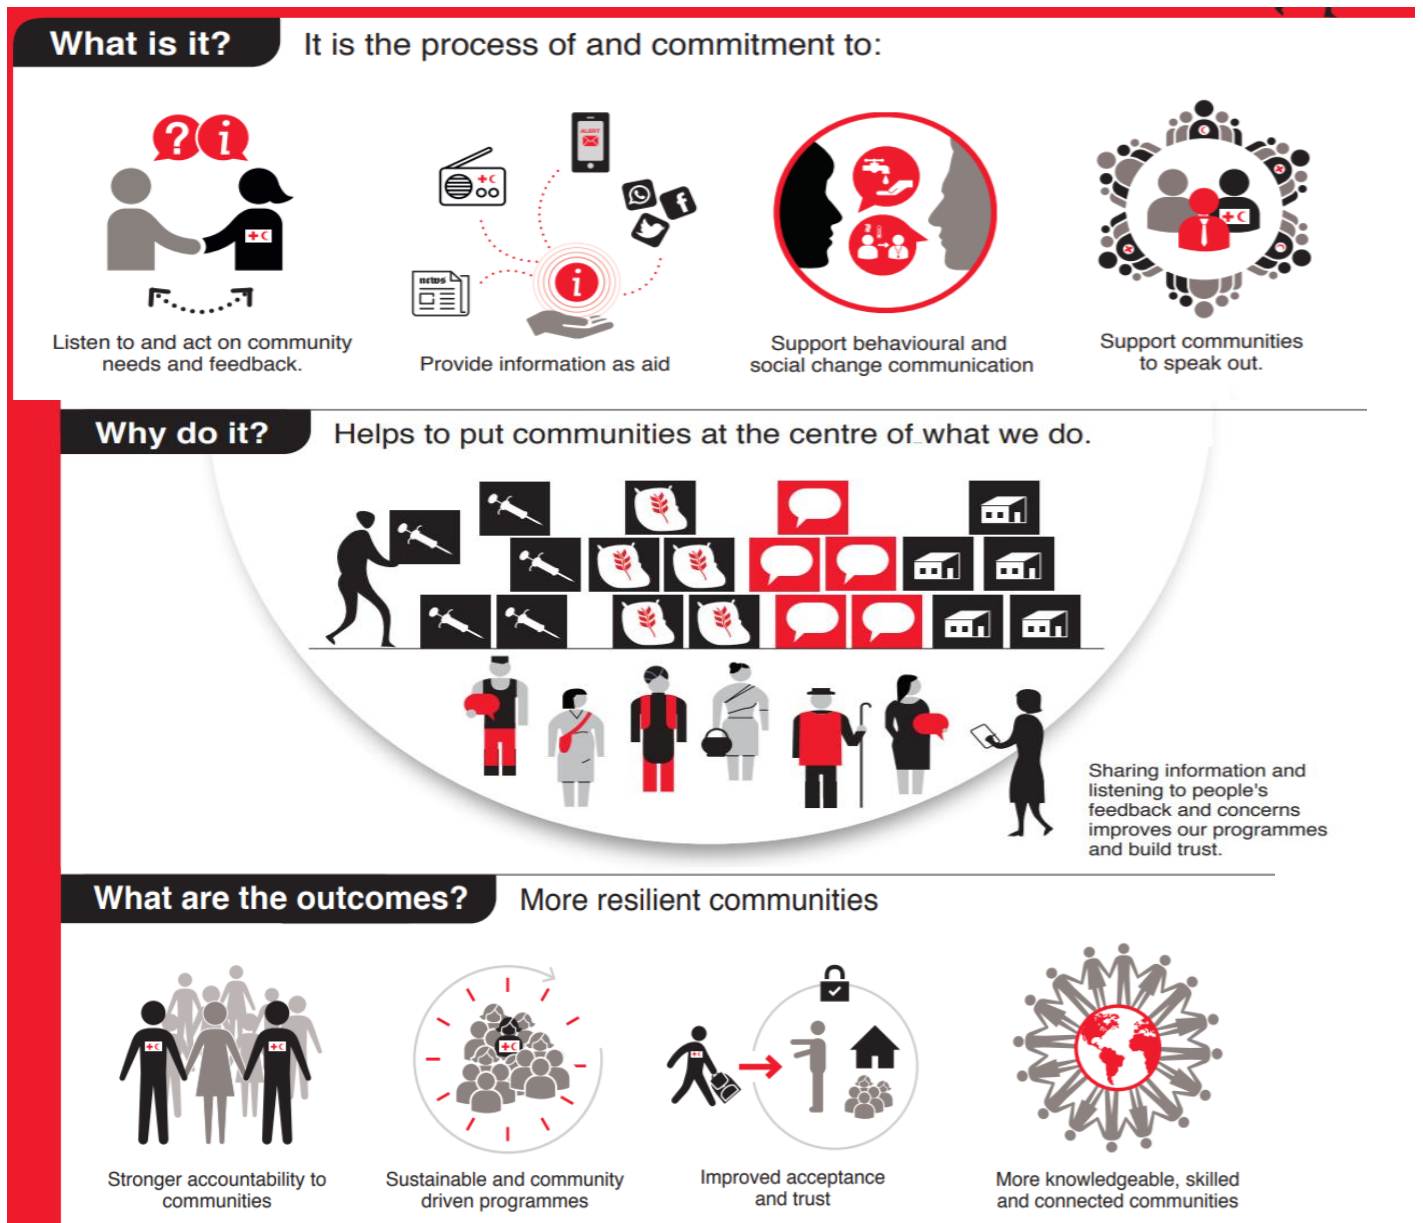 What is it?
It is the process of and commitment to:
? i
ALERT
news
i
f
Listen to and act on community
needs and feedback.
Provide information as aid
Support behavioural and
social change communication
Support communities
to speak out.
Why do it?
Helps to put communities at the centre of what we do.
Sharing information and
listening to people's
feedback and concerns
improves our programmes
and build trust.
What are the outcomes?
More resilient communities
Stronger accountability to
communities
Sustainable and community
driven programmes
Improved acceptance
and trust
More knowledgeable, skilled
and connected communities